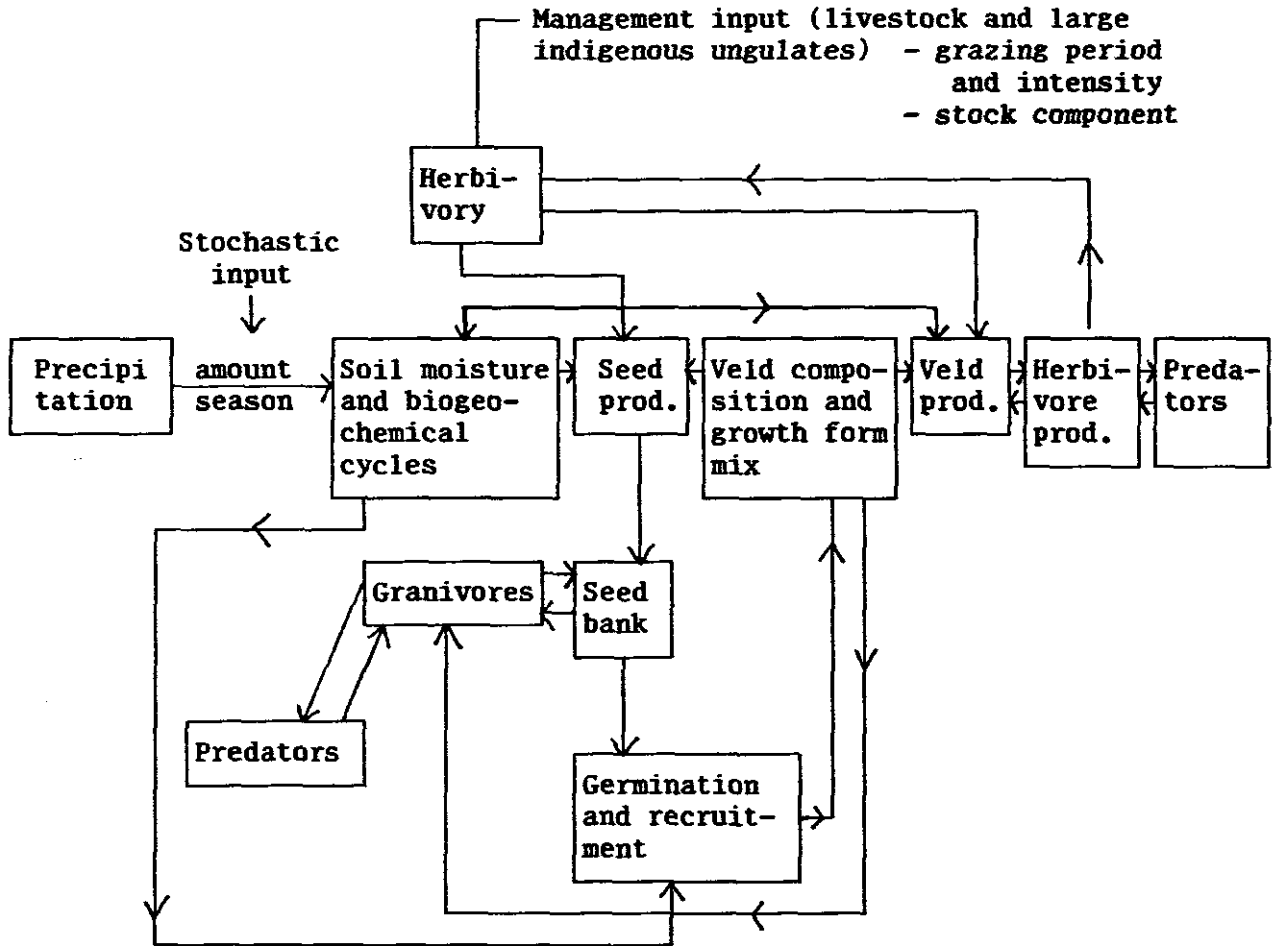 Management input (livestock and large
indigenous ungulates) - grazing period
and intensity
- stock component
Herbi-
vory
Stochastic
input
Precipi
tation
amount
season
Soil moisture
and biogeo-
chemical
cycles
Seed
prod.
Veld compo-
sition and
growth form
mix
Veld
prod.
Herbi-
vore
prod.
Preda-
tors
Granivores
Seed
bank
Predators
Germination
and recruit-
ment